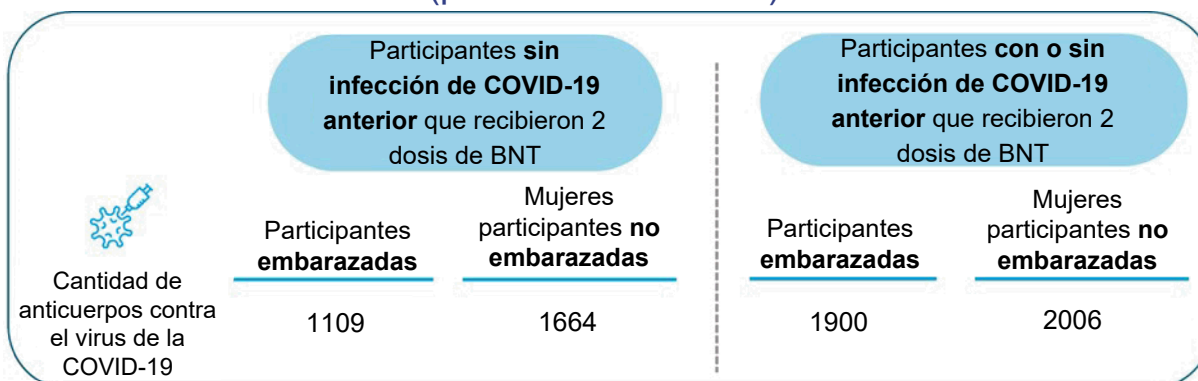 Participantes sin
infección de COVID-19
anterior que recibieron 2
dosis de BNT
Participantes con o sin
infección de COVID-19
anterior que recibieron 2
dosis de BNT
Participantes
embarazadas
Mujeres
participantes no
embarazadas
Participantes
embarazadas
Mujeres
participantes no
embarazadas
Cantidad de
anticuerpos contra
el virus de la
COVID-19
1109
1664
1900
2006